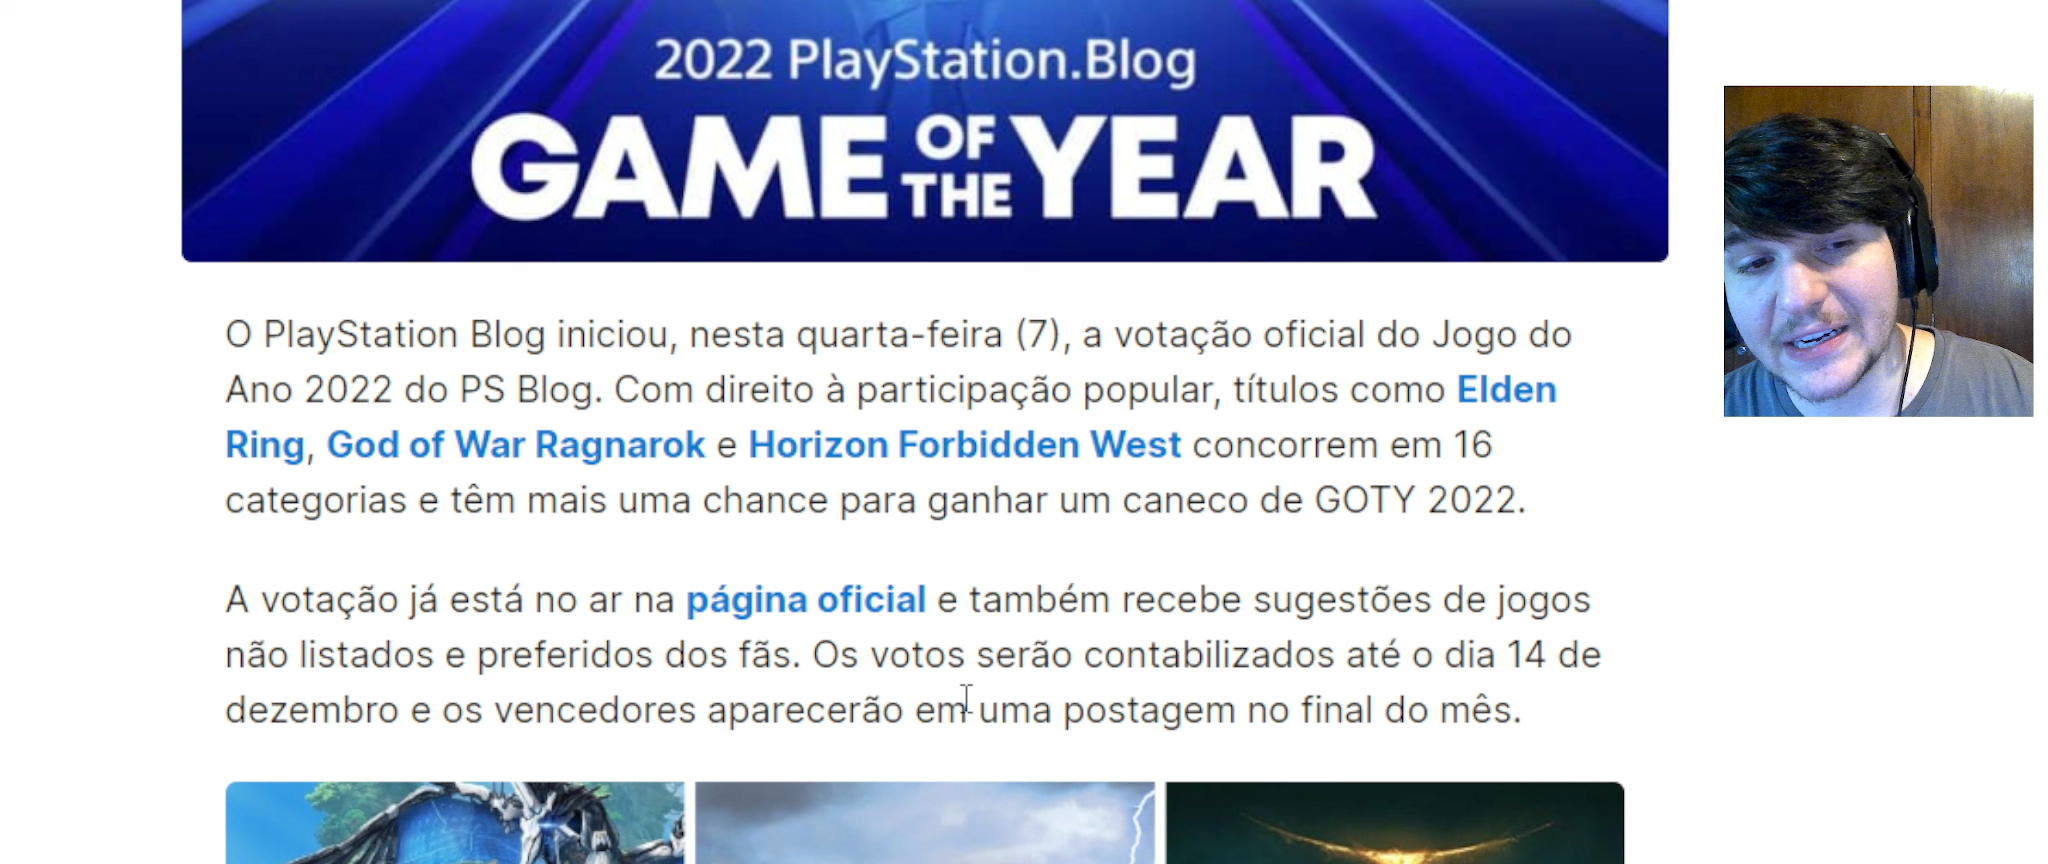 2022 PlayStation.Blog
GAME OF THE YEAR
O PlayStation Blog iniciou, nesta quarta-feira (7), a votação oficial do Jogo do
Ano 2022 do PS Blog. Com direito à participação popular, títulos como Elden
Ring, God of War Ragnarok e Horizon Forbidden West concorrem em 16
categorias e têm mais uma chance para ganhar um caneco de GOTY 2022.
A votação já está no ar na página oficial e também recebe sugestões de jogos
não listados e preferidos dos fãs. Os votos serão contabilizados até o dia 14 de
dezembro e os vencedores aparecerão em uma postagem no final do mês.